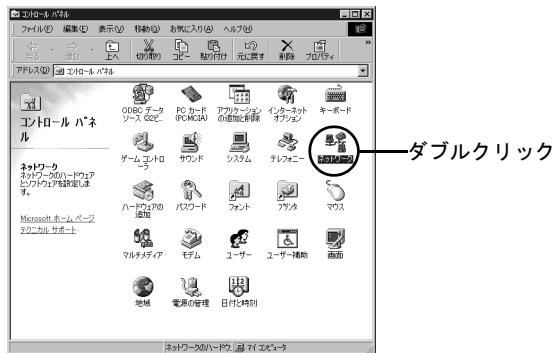 コントロール パネル
ファイル(F) 編集(E) 表示(V) 移動(G) お気に入り(A) ヘルプ(H)
戻る 進む 上へ 切り取り コピー 貼り付け 元に戻す 削除 プロパティ »
アドレス(D) コントロール パネル
コントロール パネ
ル
ネットワーク
ネットワークのハードウェア
とソフトウェアを設定しま
す。
Microsoft ホーム ページ
テクニカル サポート
ODBC データ
ソース (32ビ...
PC カード
(PCMCIA)
アプリケーション
の追加と削除
インターネット
オプション
キーボード
ゲーム コントロ
ーラ
サウンド
システム
テレフォニー
ネットワーク
ダブルクリック
ハードウェアの
追加
パスワード
フォント
プリンタ
マウス
マルチメディア
モデム
ユーザー
ユーザー補助
画面
地域
電源の管理
日付と時刻
ネットワークのハードウ:
マイ コンピュータ